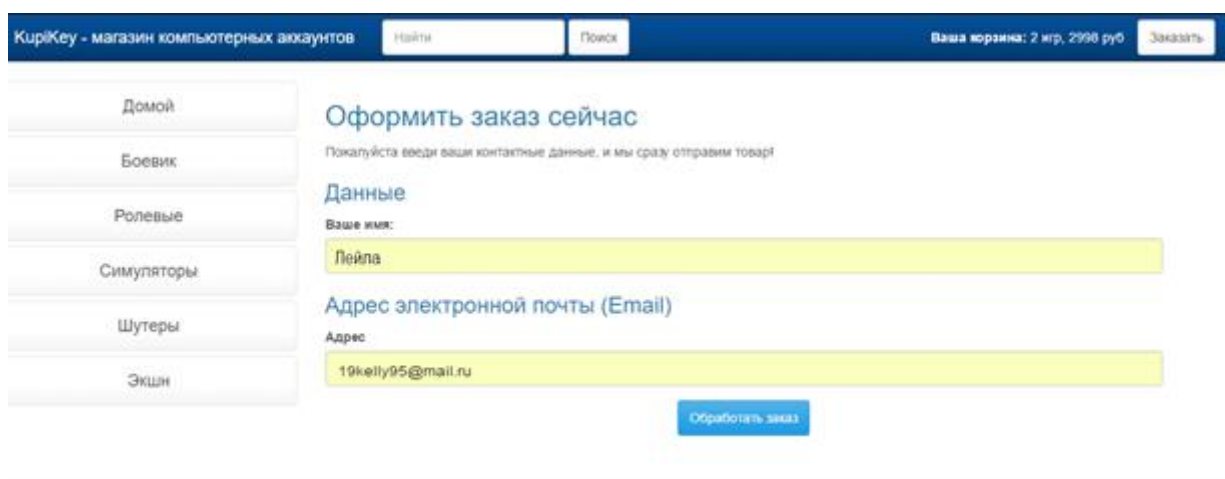 KupiKey - магазин компьютерных аккаунтов
Найти
Поиск
Ваша корзина: 2 игр, 2998 руб
Заказать
Домой
Боевик
Ролевые
Симуляторы
Шутеры
Экшн
Оформить заказ сейчас
Пожалуйста введи ваши контактные данные, и мы сразу отправим товар!
Данные
Ваше имя:
Лейла
Адрес электронной почты (Email)
Адрес
19kelly95@mail.ru
Обработать заказ